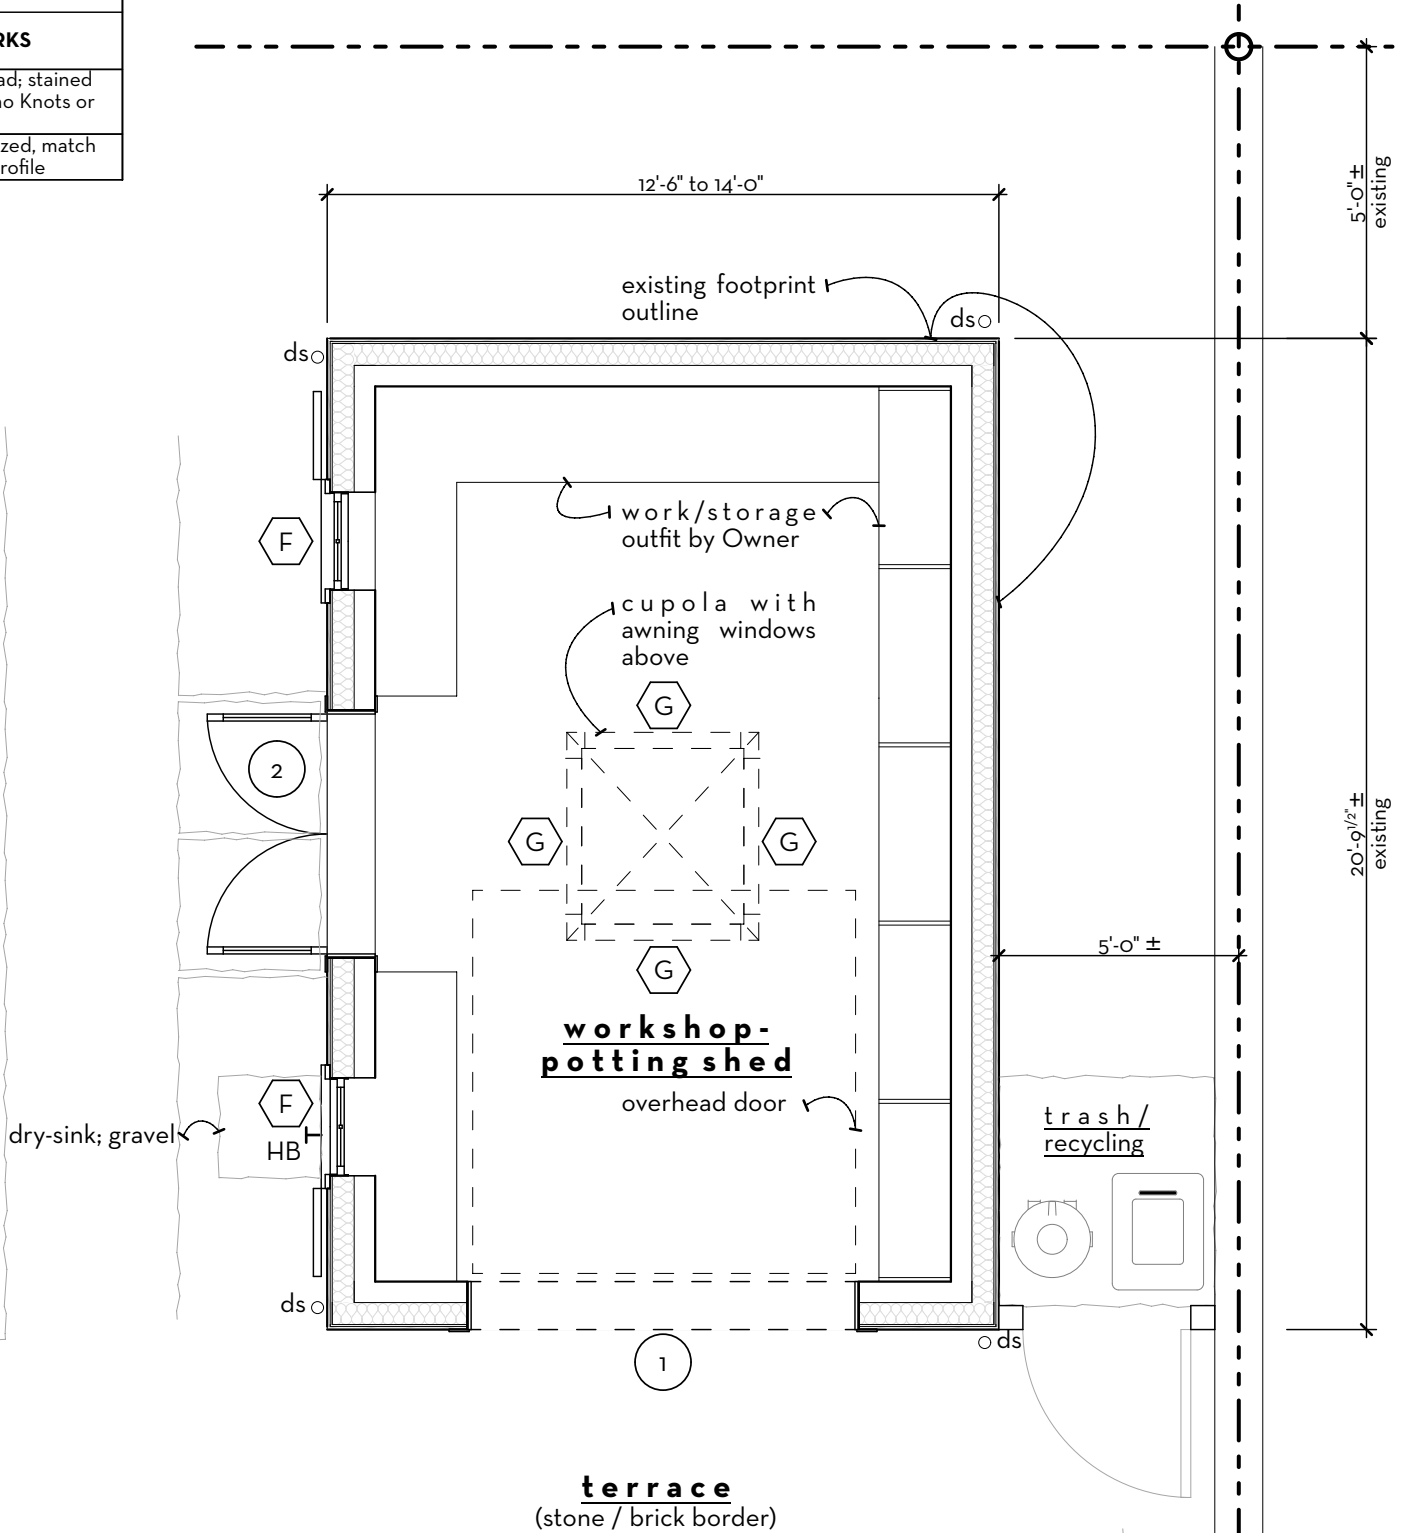 RKS
ad; stained
no Knots or
zed, match
rofile
12'-6" to 14'-0"
5'-0" ±
existing
existing footprint
outline
ds
ds
F
work/storage
outfit by Owner
cupola with
awning windows
above
G
2
G
G
20'-9 1/2" ±
existing
5'-0" ±
G
workshop-
potting shed
overhead door
F
HB
dry-sink; gravel
trash/
recycling
ds
ds
1
terrace
(stone / brick border)